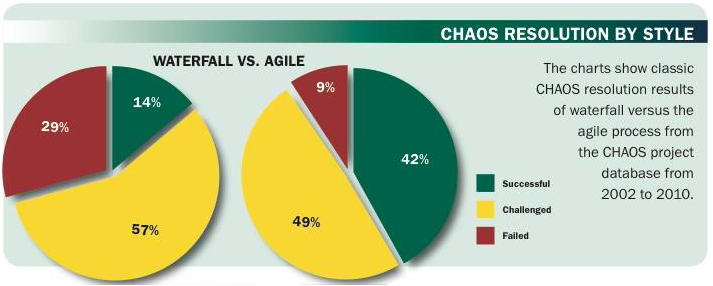 CHAOS RESOLUTION BY STYLE
WATERFALL VS. AGILE
14%
29%
57%
9%
42%
49%
Successful
Challenged
Failed
The charts show classic
CHAOS resolution results
of waterfall versus the
agile process from
the CHAOS project
database from
2002 to 2010.